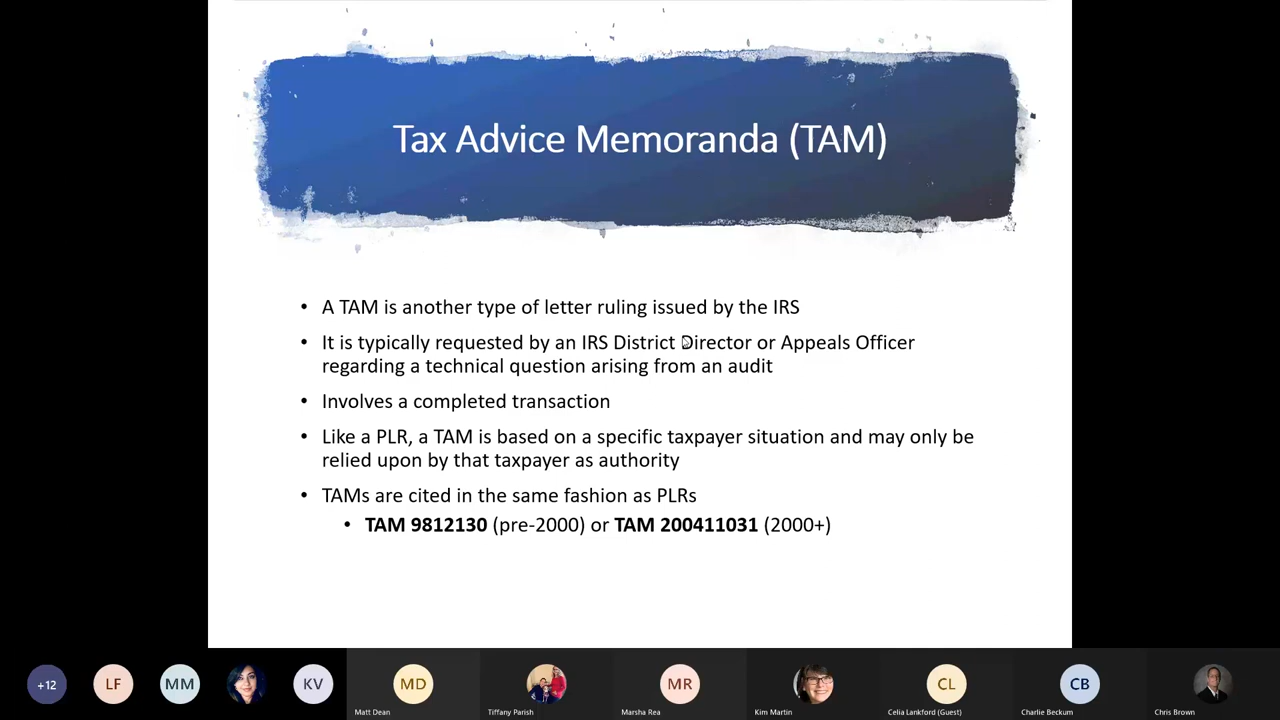 Tax Advice Memoranda (TAM)
• A TAM is another type of letter ruling issued by the IRS
• It is typically requested by an IRS District Director or Appeals Officer
regarding a technical question arising from an audit
• Involves a completed transaction
• Like a PLR, a TAM is based on a specific taxpayer situation and may only be
relied upon by that taxpayer as authority
• TAMs are cited in the same fashion as PLRs
• TAM 9812130 (pre-2000) or TAM 200411031 (2000+)
+12
LF
MM
KV
MD
MR
CL
CB
Matt Dean
Tiffany Parish
Marsha Rea
Kim Martin
Celia Lankford (Guest)
Charlie Beckum
Chris Brown